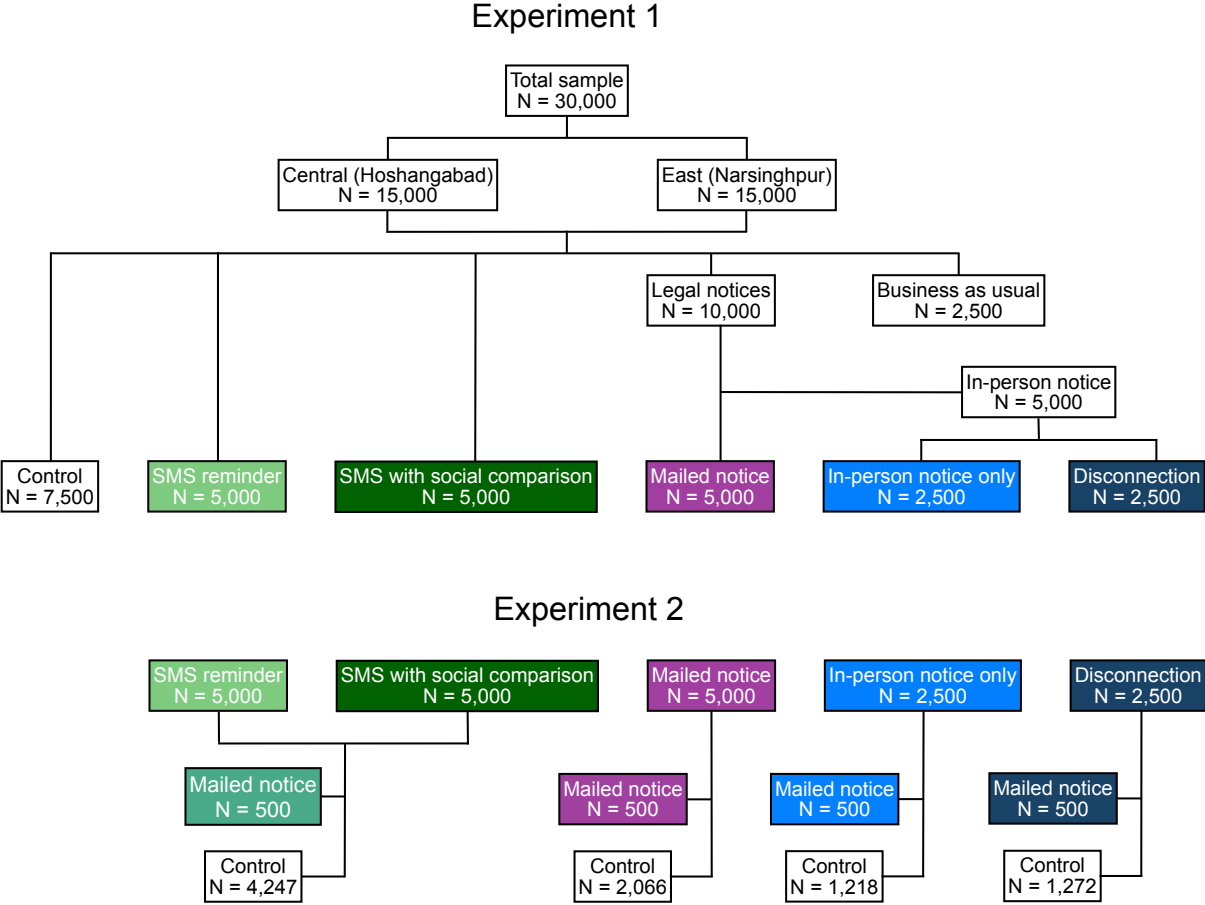 Experiment 1
Total sample
N = 30,000
Central (Hoshangabad)
N = 15,000
East (Narsinghpur)
N = 15,000
Legal notices
N = 10,000
Business as usual
N = 2,500
In-person notice
N = 5,000
Control
N = 7,500
SMS reminder
N = 5,000
SMS with social comparison
N = 5,000
Mailed notice
N = 5,000
In-person notice only
N = 2,500
Disconnection
N = 2,500
Experiment 2
SMS reminder
N = 5,000
SMS with social comparison
N = 5,000
Mailed notice
N = 5,000
In-person notice only
N = 2,500
Disconnection
N = 2,500
Mailed notice
N = 500
Mailed notice
N = 500
Mailed notice
N = 500
Mailed notice
N = 500
Control
N = 4,247
Control
N = 2,066
Control
N = 1,218
Control
N = 1,272